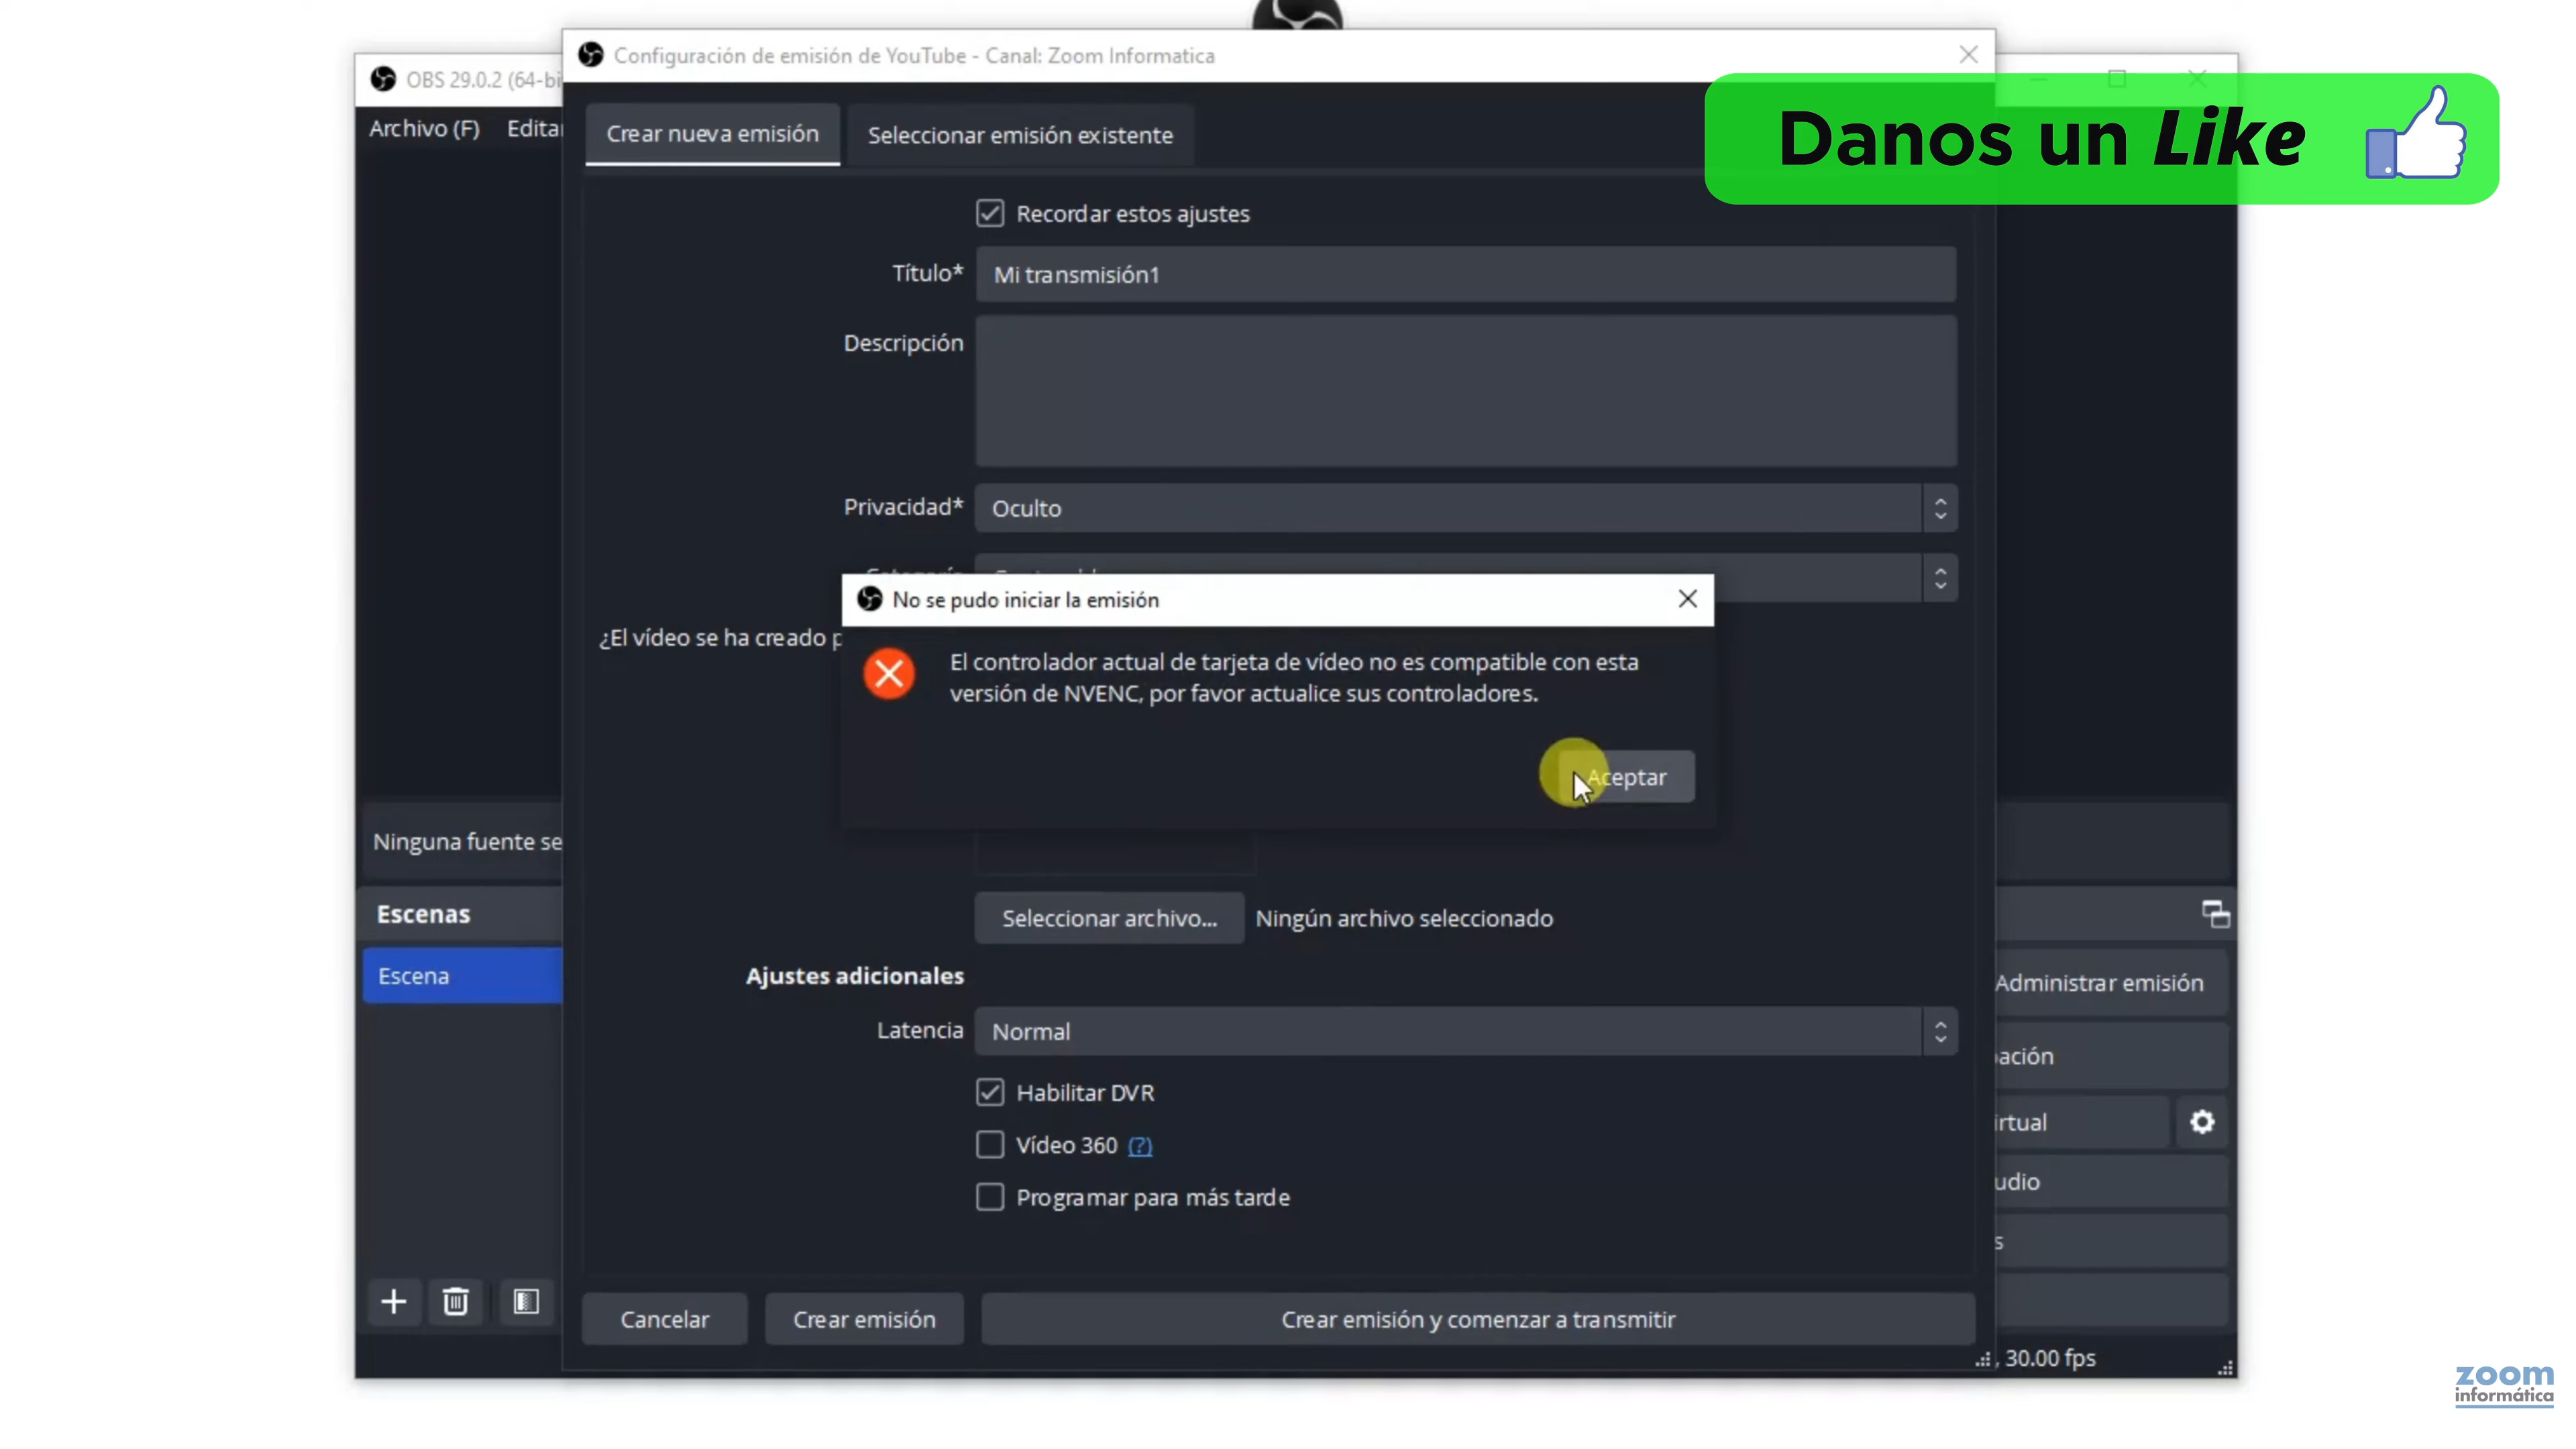 Configuración de emisión de YouTube - Canal: Zoom Informatica
OBS 29.0.2 (64-bi
Danos un Like
Archivo (F) Editar
Crear nueva emisión
Seleccionar emisión existente
Recordar estos ajustes
Título* Mi transmisión1
Descripción
Privacidad* Oculto
No se pudo iniciar la emisión
¿El vídeo se ha creado p
El controlador actual de tarjeta de vídeo no es compatible con esta
versión de NVENC, por favor actualice sus controladores.
Aceptar
Ninguna fuente se
Escenas
Seleccionar archivo... Ningún archivo seleccionado
Escena
Ajustes adicionales
Administrar emisión
Latencia Normal
ación
Habilitar DVR
irtual
Vídeo 360 (?)
udio
Programar para más tarde
s
Cancelar
Crear emisión
Crear emisión y comenzar a transmitir
, 30.00 fps
zoom
informática